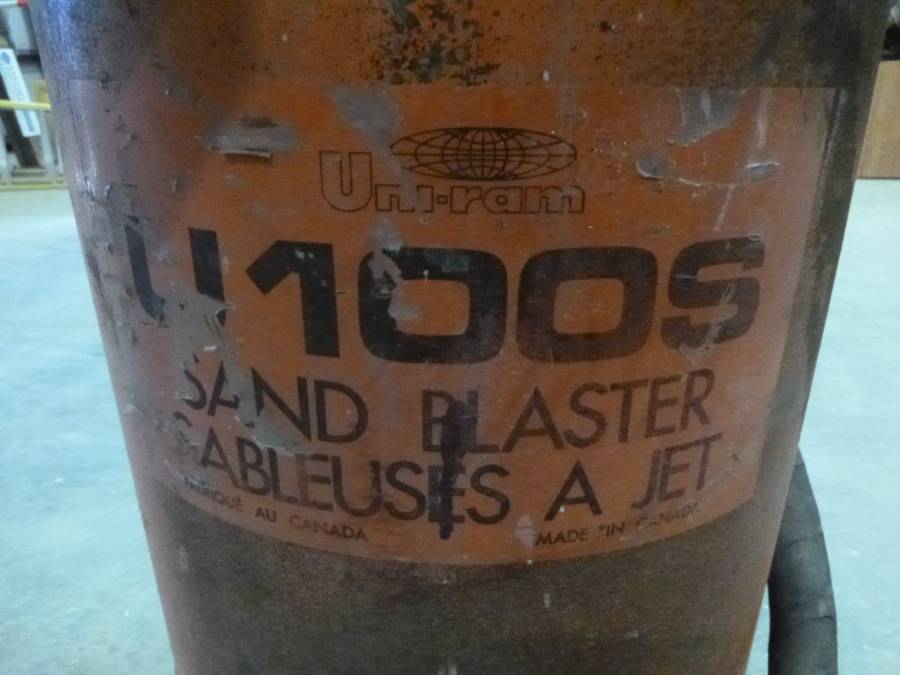 Uni-ram
U100S
SAND BLASTER
SABLEUSES A JET
FABRIQUÉ AU CANADA
MADE "IN CANADA